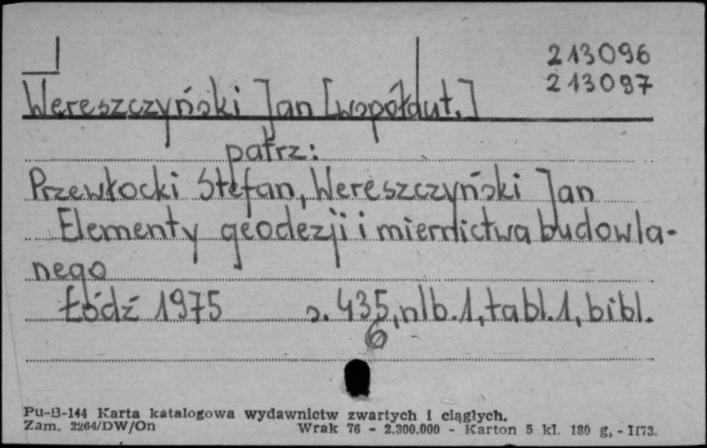 213096
213097
Wereszczyński Jan [współaut.]
patrz:
Przewłocki Stefan, Wereszczyński Jan
Elementy geodezji i miernictwa budowla-
nego
Łódź 1975 s. 435, nlb. 1, tabl. 1, bibl.
6
Pu-B-144 Karta katalogowa wydawnictw zwartych i ciągłych.
Zam. 2264/DW/On Wrak 76 - 2.300.000 - Karton 5 kl. 180 g, - II73.